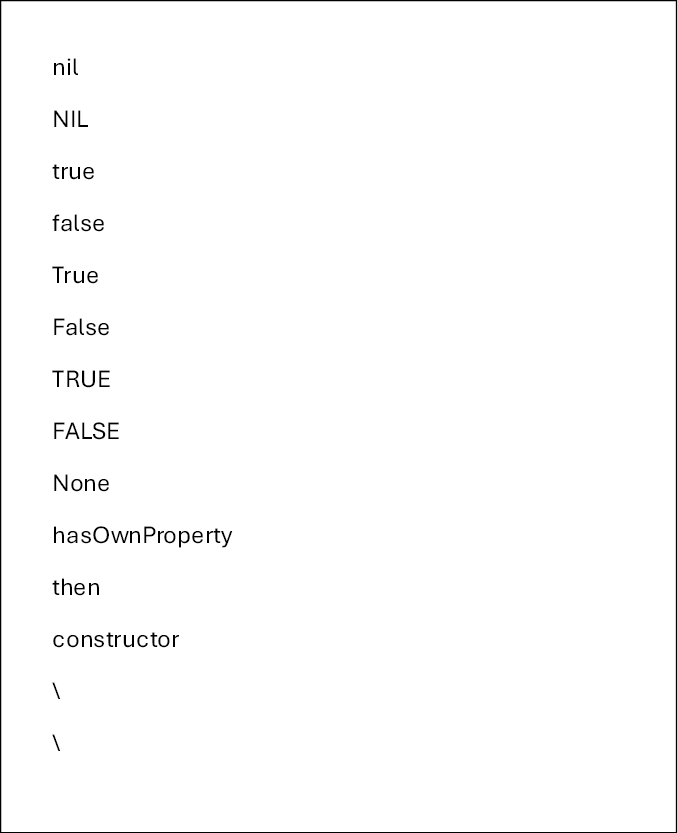 nil
NIL
true
false
True
False
TRUE
FALSE
None
hasOwnProperty
then
constructor
\
\